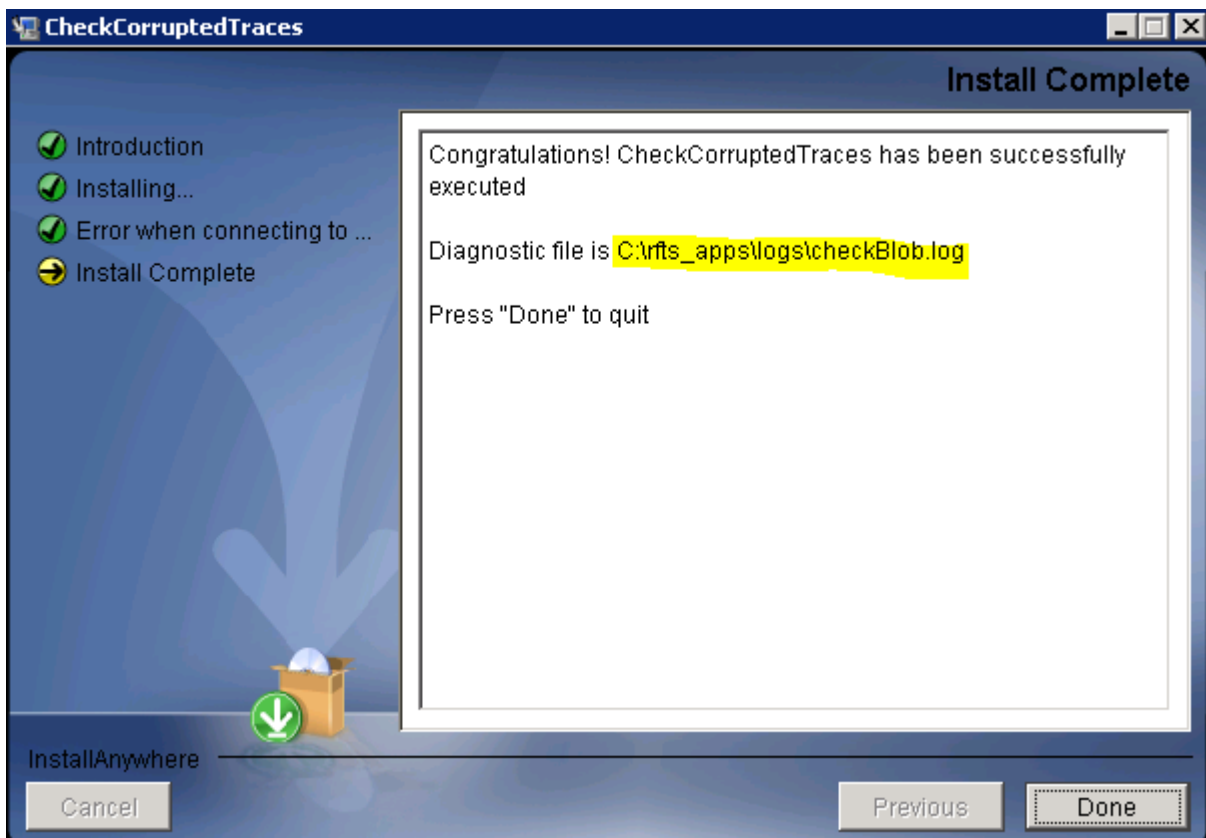 CheckCorruptedTraces
Install Complete
Introduction
Installing...
Error when connecting to ...
Install Complete
Congratulations! CheckCorruptedTraces has been successfully
executed
Diagnostic file is C:\rfts_apps\logs\checkBlob.log
Press "Done" to quit
InstallAnywhere
Cancel
Previous
Done